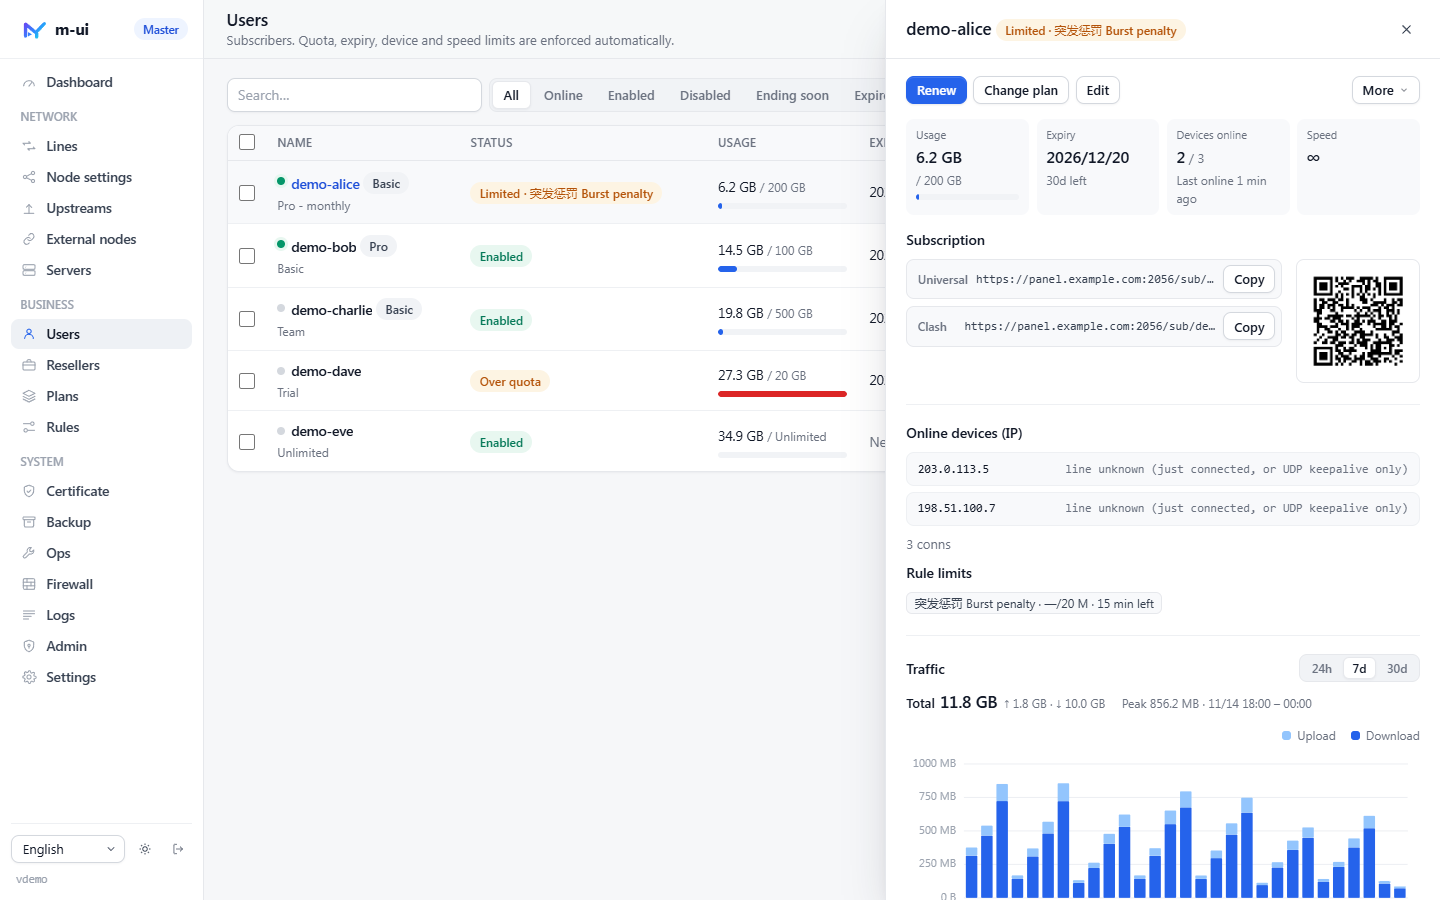 m-ui
Master
Dashboard
NETWORK
Lines
Node settings
Upstreams
External nodes
Servers
BUSINESS
Users
Resellers
Plans
Rules
SYSTEM
Certificate
Backup
Ops
Firewall
Logs
Admin
Settings
English
vdemo
Users
Subscribers. Quota, expiry, device and speed limits are enforced automatically.
Search...
All Online Enabled Disabled Ending soon
NAME STATUS USAGE
demo-alice Basic
Pro - monthly
Limited · 突发惩罚 Burst penalty
6.2 GB / 200 GB
demo-bob Pro
Basic
Enabled
14.5 GB / 100 GB
demo-charlie Basic
Team
Enabled
19.8 GB / 500 GB
demo-dave
Trial
Over quota
27.3 GB / 20 GB
demo-eve
Unlimited
Enabled
34.9 GB / Unlimited
demo-alice Limited · 突发惩罚 Burst penalty
Renew Change plan Edit More
Usage
6.2 GB
/ 200 GB
Expiry
2026/12/20
30d left
Devices online
2 / 3
Last online 1 min
ago
Speed
∞
Subscription
Universal https://panel.example.com:2056/sub/… Copy
Clash https://panel.example.com:2056/sub/de… Copy
Online devices (IP)
203.0.113.5 line unknown (just connected, or UDP keepalive only)
198.51.100.7 line unknown (just connected, or UDP keepalive only)
3 conns
Rule limits
突发惩罚 Burst penalty · —/20 M · 15 min left
Traffic
24h 7d 30d
Total 11.8 GB ↑ 1.8 GB · ↓ 10.0 GB Peak 856.2 MB · 11/14 18:00 – 00:00
Upload Download
1000 MB
750 MB
500 MB
250 MB
0 B